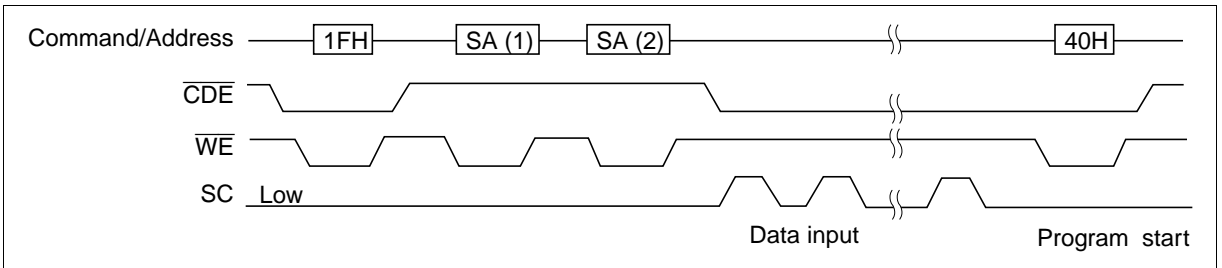 Command/Address 1FH SA (1) SA (2) 40H
CDE
WE
SC Low
Data input Program start